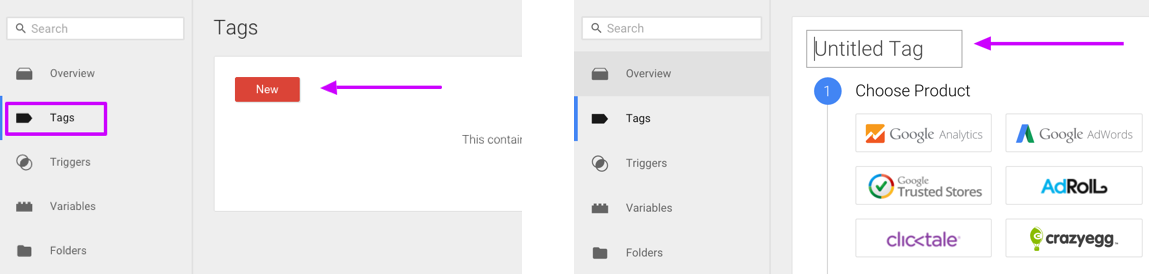 Search
Tags
Overview
New
Tags
This contain
Triggers
Variables
Folders
Search
Untitled Tag
Overview
1 Choose Product
Tags
Google Analytics
Google AdWords
Triggers
Google
Trusted Stores
AdRoll
Variables
clicktale
crazyegg
Folders